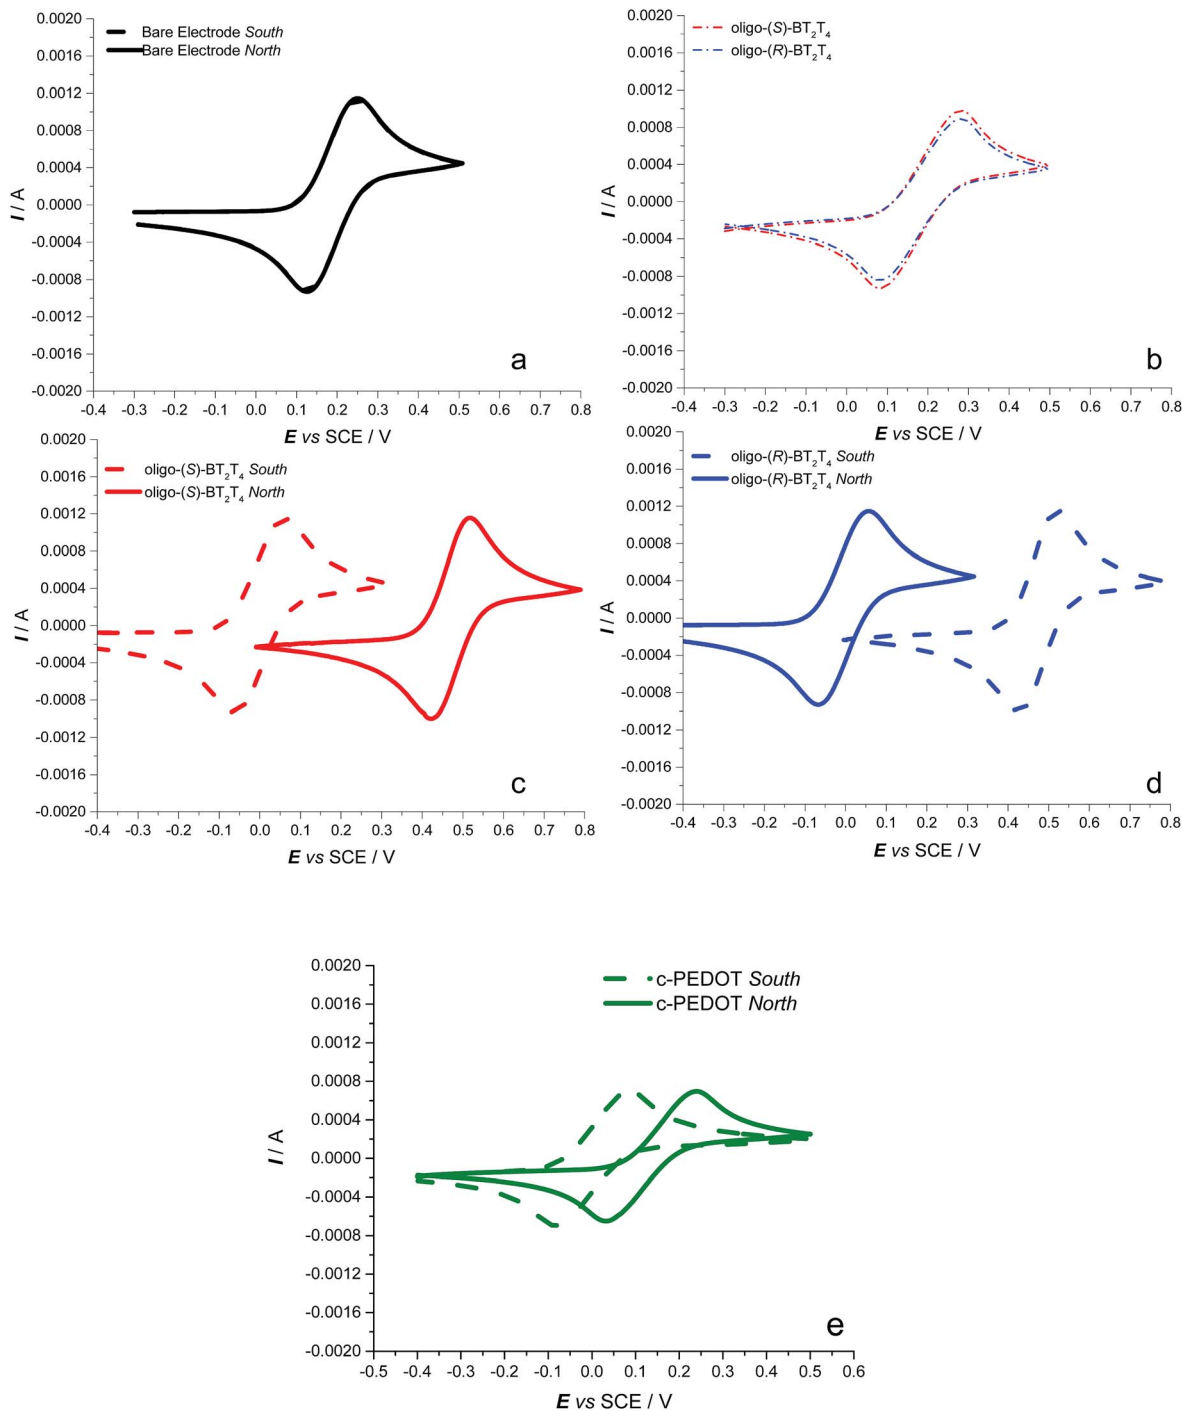 Bare Electrode South
Bare Electrode North
0.0020
0.0016
0.0012
0.0008
0.0004
0.0000
-0.0004
-0.0008
-0.0012
-0.0016
-0.0020
I / A
a
-0.4 -0.3 -0.2 -0.1 0.0 0.1 0.2 0.3 0.4 0.5 0.6 0.7 0.8
E vs SCE / V
oligo-(S)-BT₂T₄
oligo-(R)-BT₂T₄
0.0020
0.0016
0.0012
0.0008
0.0004
0.0000
-0.0004
-0.0008
-0.0012
-0.0016
-0.0020
I / A
b
-0.4 -0.3 -0.2 -0.1 0.0 0.1 0.2 0.3 0.4 0.5 0.6 0.7 0.8
E vs SCE / V
oligo-(S)-BT₂T₄ South
oligo-(S)-BT₂T₄ North
0.0020
0.0016
0.0012
0.0008
0.0004
0.0000
-0.0004
-0.0008
-0.0012
-0.0016
-0.0020
I / A
c
-0.4 -0.3 -0.2 -0.1 0.0 0.1 0.2 0.3 0.4 0.5 0.6 0.7 0.8
E vs SCE / V
oligo-(R)-BT₂T₄ South
oligo-(R)-BT₂T₄ North
0.0020
0.0016
0.0012
0.0008
0.0004
0.0000
-0.0004
-0.0008
-0.0012
-0.0016
-0.0020
I / A
d
-0.4 -0.3 -0.2 -0.1 0.0 0.1 0.2 0.3 0.4 0.5 0.6 0.7 0.8
E vs SCE / V
c-PEDOT South
c-PEDOT North
0.0020
0.0016
0.0012
0.0008
0.0004
0.0000
-0.0004
-0.0008
-0.0012
-0.0016
-0.0020
I / A
e
-0.5 -0.4 -0.3 -0.2 -0.1 0.0 0.1 0.2 0.3 0.4 0.5 0.6
E vs SCE / V